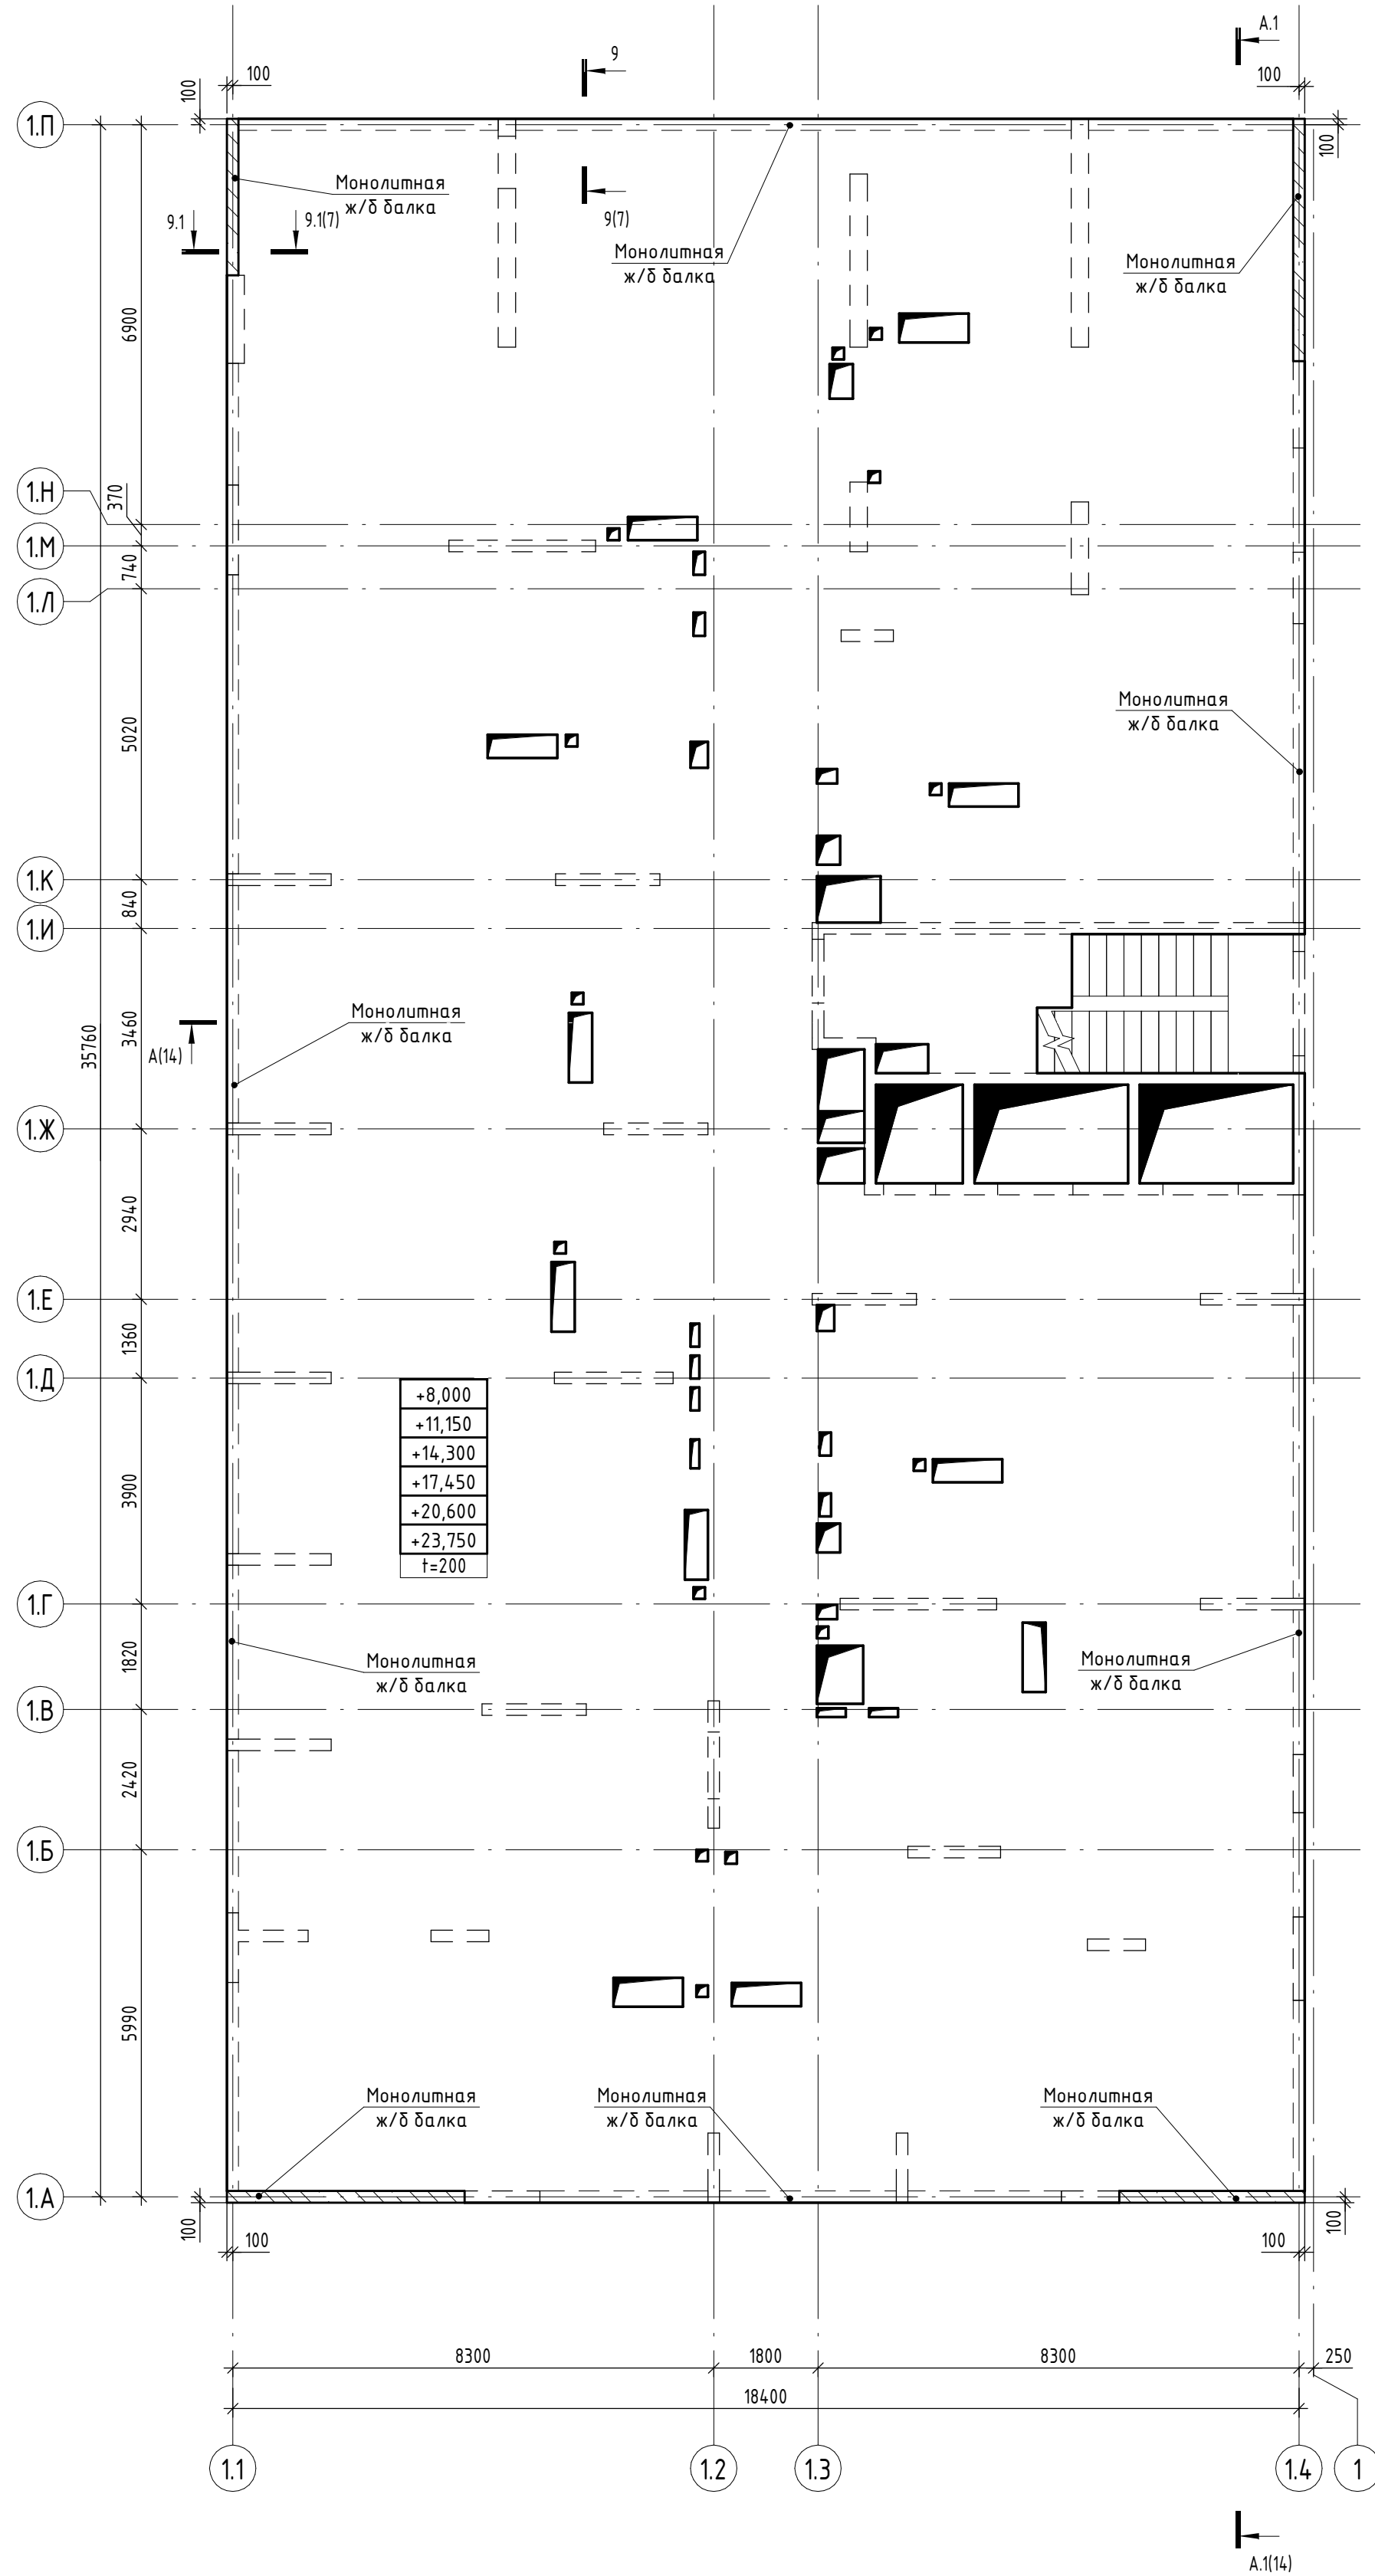 А.1
9
100
100
100
100
1.П
Монолитная
ж/б балка
9.1
9.1(7)
9(7)
Монолитная
ж/б балка
Монолитная
ж/б балка
6900
1.Н
370
1.М
740
1.Л
5020
Монолитная
ж/б балка
1.К
840
1.И
3460
35760
А(14)
Монолитная
ж/б балка
1.Ж
2940
1.Е
1360
1.Д
+8,000
+11,150
+14,300
+17,450
+20,600
+23,750
t=200
3900
1.Г
1820
Монолитная
ж/б балка
Монолитная
ж/б балка
1.В
2420
1.Б
5990
Монолитная
ж/б балка
Монолитная
ж/б балка
Монолитная
ж/б балка
1.А
100
100
100
100
8300
1800
8300
250
18400
1.1
1.2
1.3
1.4
1
А.1(14)